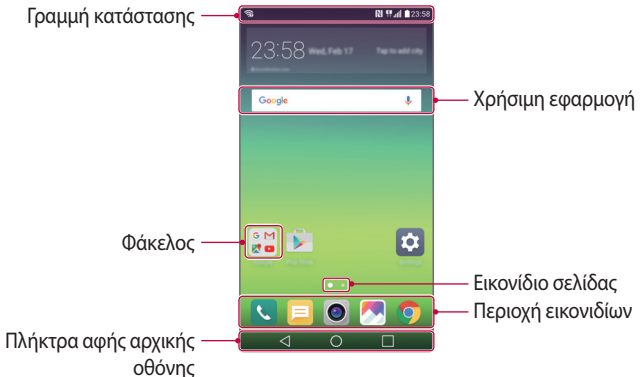 Γραμμή κατάστασης
23:58
23:58 Wed, Feb 17 Tap to add city
Google
Χρήσιμη εφαρμογή
Φάκελος
Εικονίδιο σελίδας
Περιοχή εικονιδίων
Πλήκτρα αφής αρχικής
οθόνης